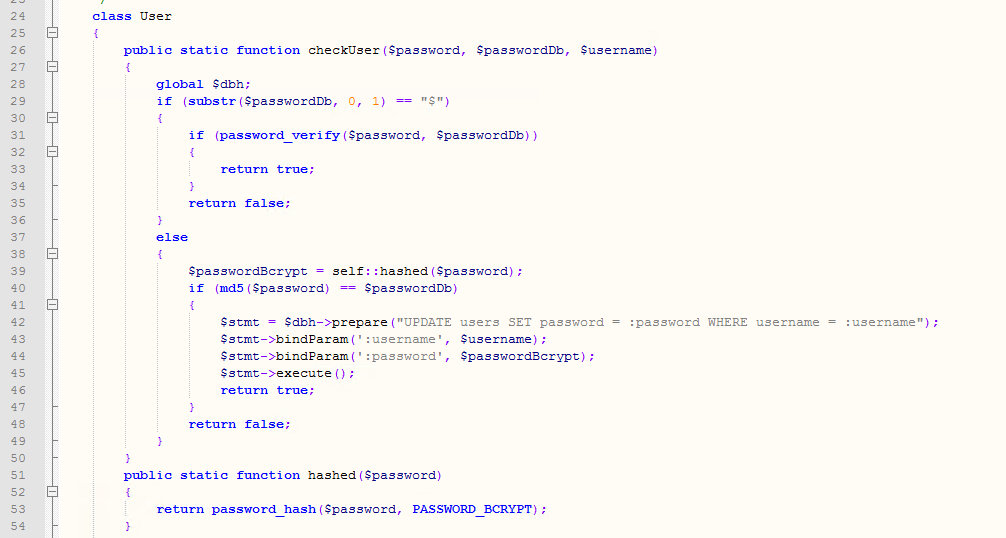 24 class User
25 {
26 public static function checkUser($password, $passwordDb, $username)
27 {
28 global $dbh;
29 if (substr($passwordDb, 0, 1) == "$")
30 {
31 if (password_verify($password, $passwordDb))
32 {
33 return true;
34 }
35 return false;
36 }
37 else
38 {
39 $passwordBcrypt = self::hashed($password);
40 if (md5($password) == $passwordDb)
41 {
42 $stmt = $dbh->prepare("UPDATE users SET password = :password WHERE username = :username");
43 $stmt->bindParam(':username', $username);
44 $stmt->bindParam(':password', $passwordBcrypt);
45 $stmt->execute();
46 return true;
47 }
48 return false;
49 }
50 }
51 public static function hashed($password)
52 {
53 return password_hash($password, PASSWORD_BCRYPT);
54 }